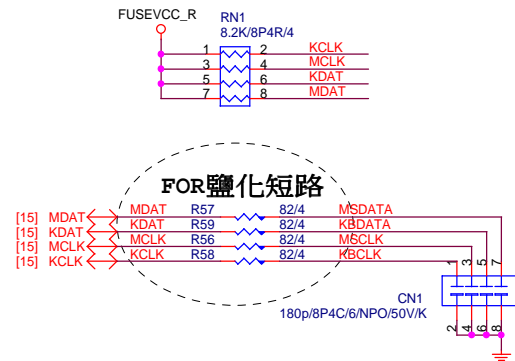 FUSEVCC_R
RN1
8.2K/8P4R/4
1 2 KCLK
3 4 MCLK
5 6 KDAT
7 8 MDAT
FOR鹽化短路
[15] MDAT MDAT R57 82/4 MSDATA
[15] KDAT KDAT R59 82/4 KBDATA
[15] MCLK MCLK R56 82/4 MSCLK
[15] KCLK KCLK R58 82/4 KBCLK
1 3 5 7
CN1
180p/8P4C/6/NPO/50V/K
2 4 6 8